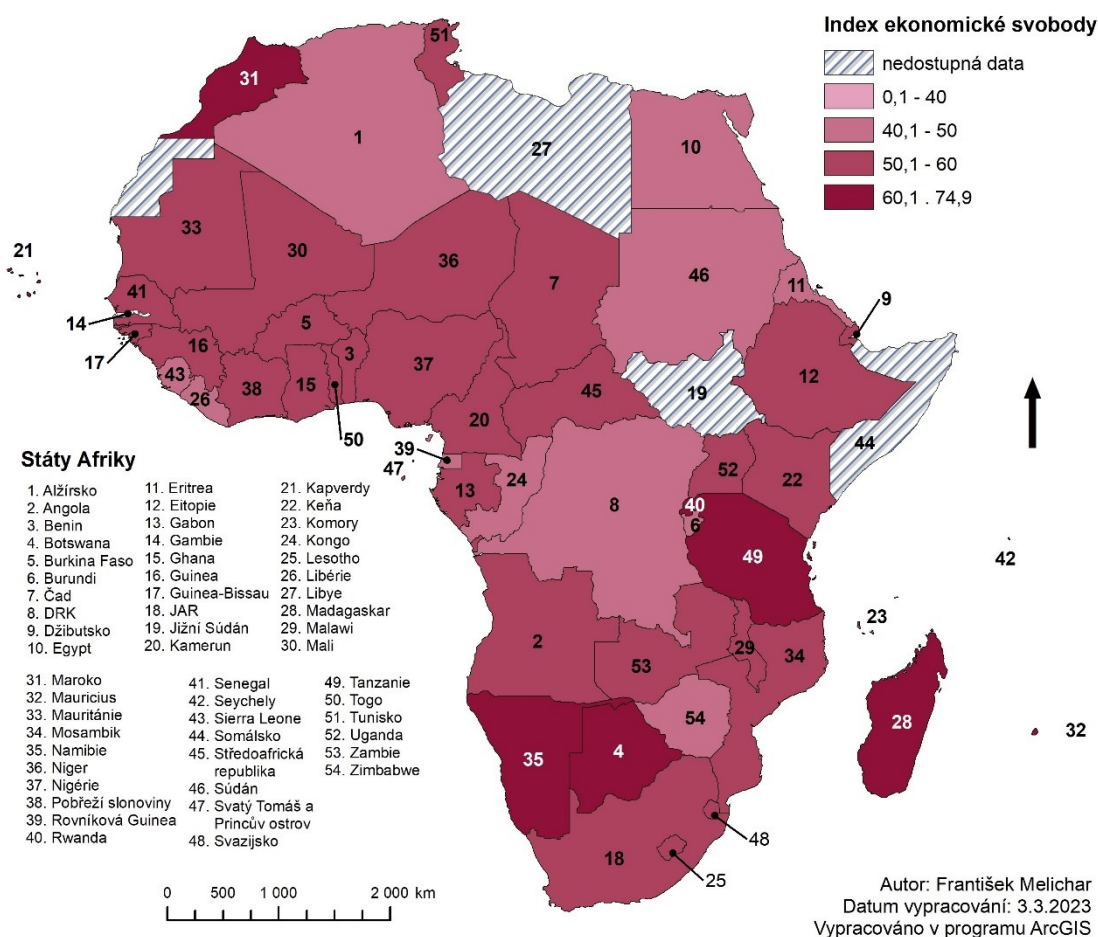 Index ekonomické svobody
nedostupná data
0,1 - 40
40,1 - 50
50,1 - 60
60,1 . 74,9
51
31
1
27
10
33
30
36
7
46
11
9
21
41
14
17
5
16
3
37
43
26
38
15
50
20
45
19
12
44
39
47
13
24
8
52
22
40
6
49
42
23
2
53
29
34
54
35
4
28
32
18
48
25
Státy Afriky
1. Alžírsko
2. Angola
3. Benin
4. Botswana
5. Burkina Faso
6. Burundi
7. Čad
8. DRK
9. Džibutsko
10. Egypt
11. Eritrea
12. Eitopie
13. Gabon
14. Gambie
15. Ghana
16. Guinea
17. Guinea-Bissau
18. JAR
19. Jižní Súdán
20. Kamerun
21. Kapverdy
22. Keňa
23. Komory
24. Kongo
25. Lesotho
26. Libérie
27. Libye
28. Madagaskar
29. Malawi
30. Mali
31. Maroko
32. Mauricius
33. Mauritánie
34. Mosambik
35. Namibie
36. Niger
37. Nigérie
38. Pobřeží slonoviny
39. Rovníková Guinea
40. Rwanda
41. Senegal
42. Seychely
43. Sierra Leone
44. Somálsko
45. Středoafrická
republika
46. Súdán
47. Svatý Tomáš a
Princův ostrov
48. Svazijsko
49. Tanzanie
50. Togo
51. Tunisko
52. Uganda
53. Zambie
54. Zimbabwe
0 500 1 000 2 000 km
Autor: František Melichar
Datum vypracování: 3.3.2023
Vypracováno v programu ArcGIS